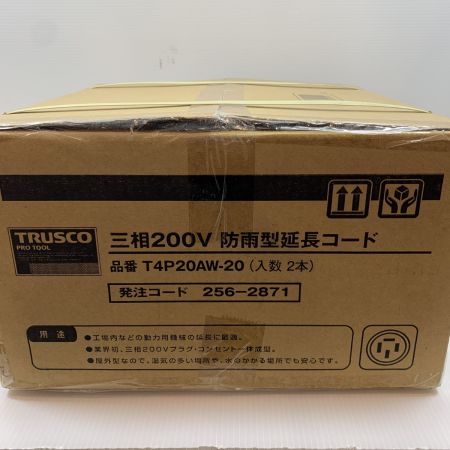 TRUSCO
PRO TOOL
三相200V 防雨型延長コード
品番 T4P20AW-20 (入数 2本)
発注コード 256-2871
用途
●工場内などの動力用機械の延長に最適。
●業界初、三相200Vプラグ・コンセント一体成型。
●屋外型なので、湿気の多い場所や、水のかかる場所でも安心です。